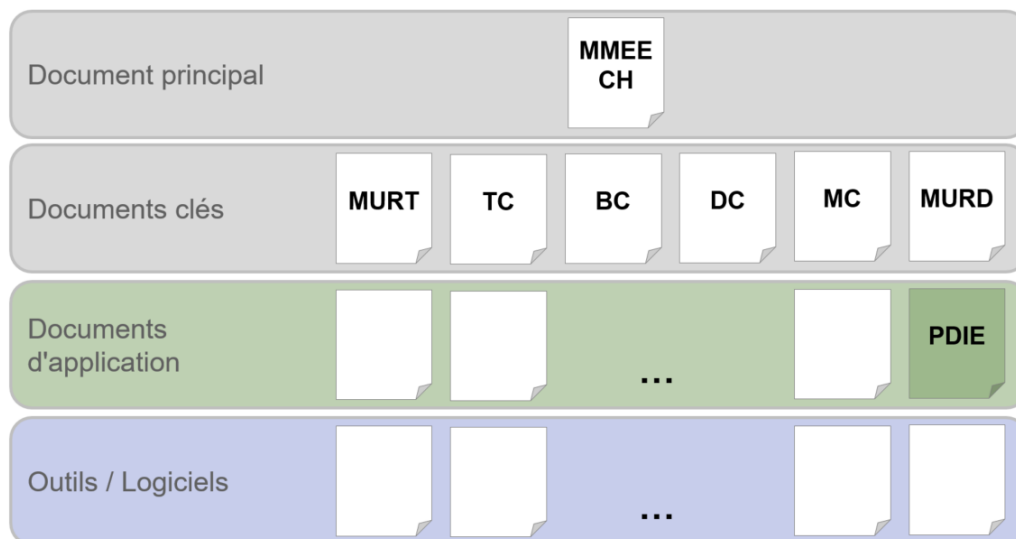 Document principal
MMEE
CH
Documents clés
MURT
TC
BC
DC
MC
MURD
Documents
d'application
...
PDIE
Outils / Logiciels
...